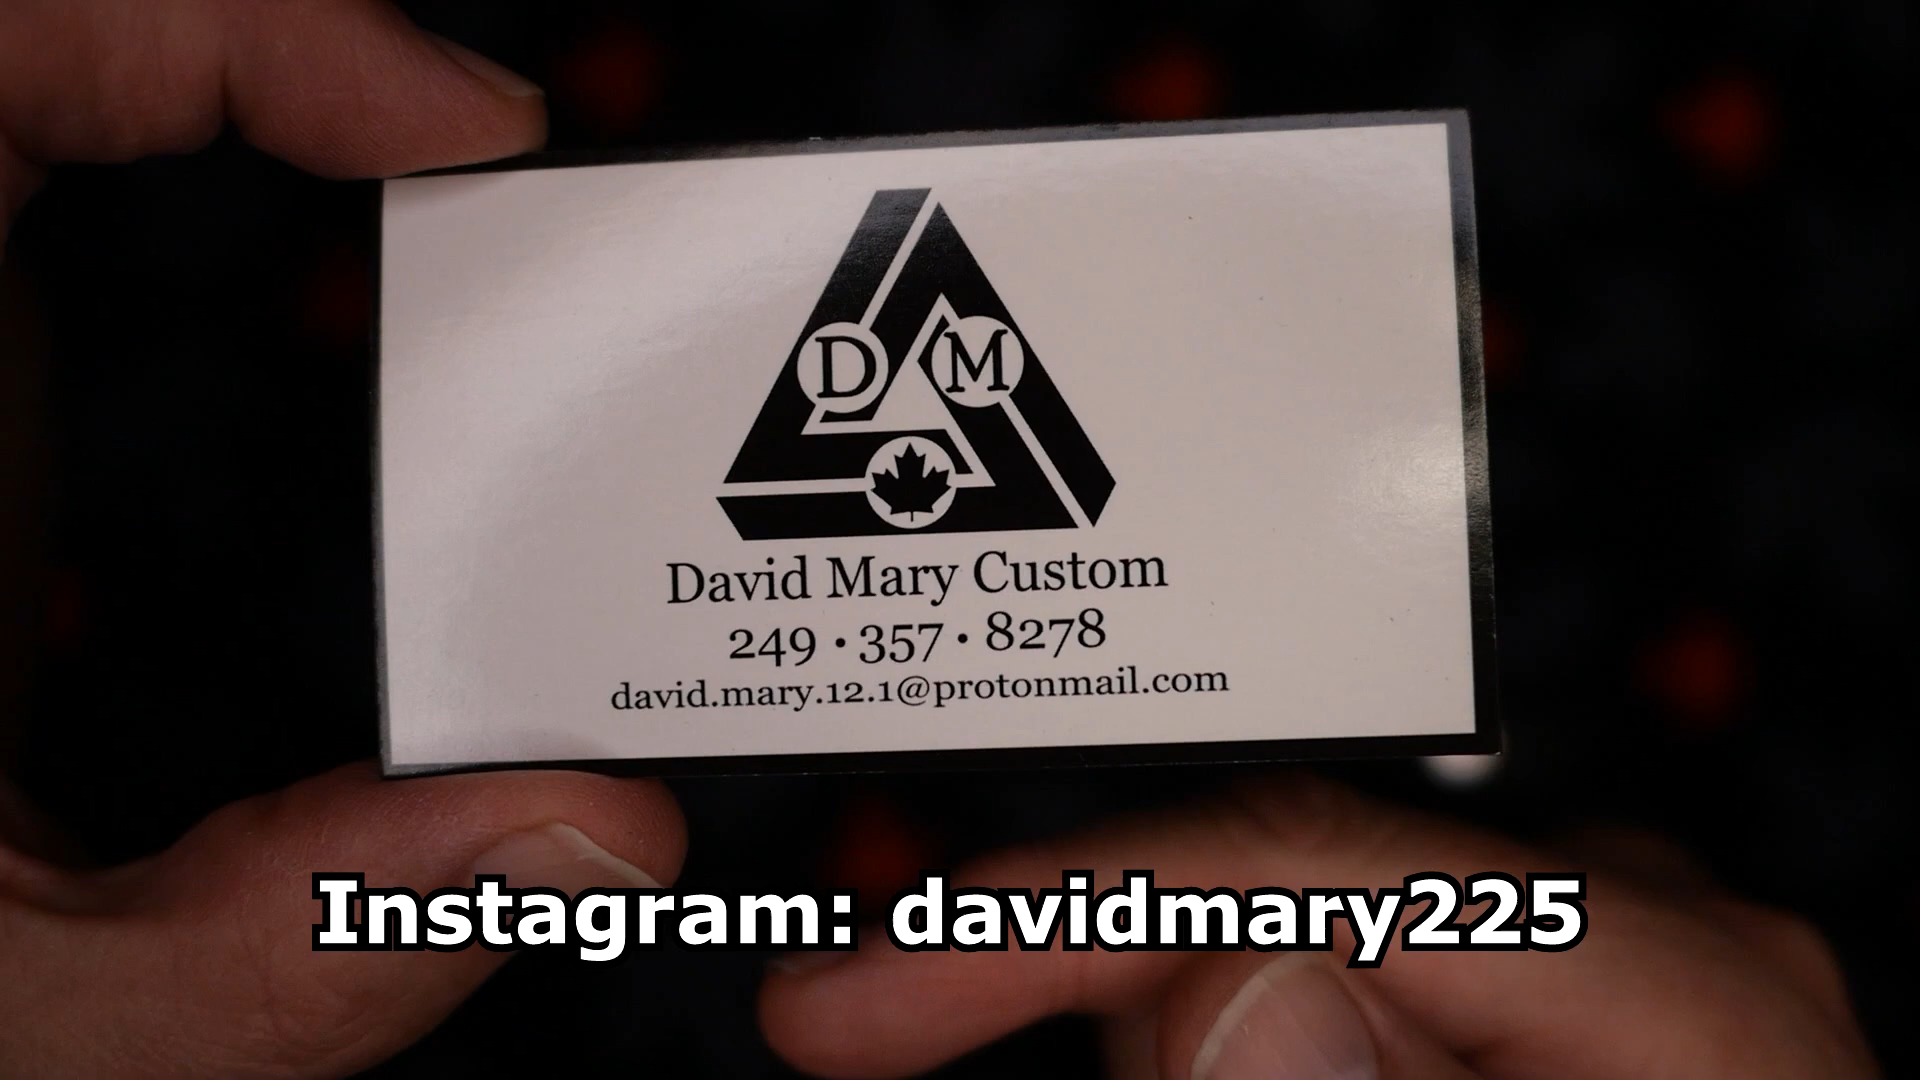 D M
David Mary Custom
249 · 357 · 8278
david.mary.12.1@protonmail.com
Instagram: davidmary225